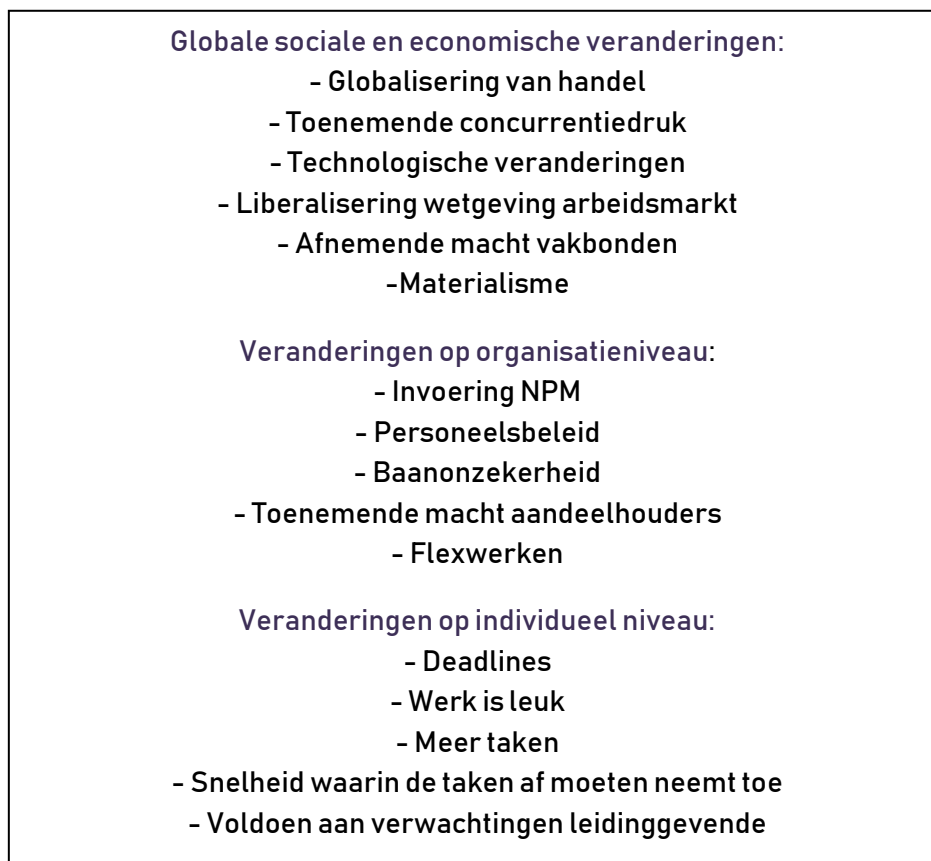 Globale sociale en economische veranderingen:
- Globalisering van handel
- Toenemende concurrentiedruk
- Technologische veranderingen
- Liberalisering wetgeving arbeidsmarkt
- Afnemende macht vakbonden
-Materialisme
Veranderingen op organisatieniveau:
- Invoering NPM
- Personeelsbeleid
- Baanonzekerheid
- Toenemende macht aandeelhouders
- Flexwerken
Veranderingen op individueel niveau:
- Deadlines
- Werk is leuk
- Meer taken
- Snelheid waarin de taken af moeten neemt toe
- Voldoen aan verwachtingen leidinggevende